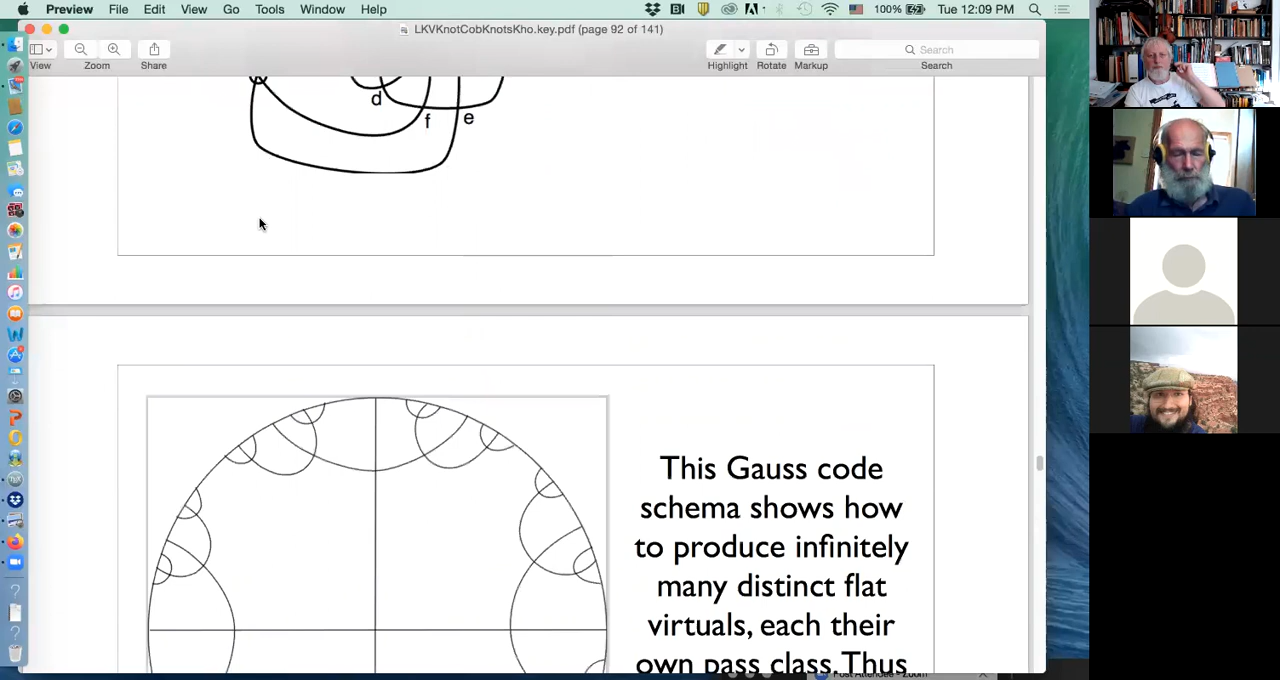 Preview File Edit View Go Tools Window Help 100% Tue 12:09 PM
LKVKnotCobKnotsKho.key.pdf (page 92 of 141)
Search
View Zoom Share Highlight Rotate Markup Search
d
f e
This Gauss code
schema shows how
to produce infinitely
many distinct flat
virtuals, each their
own pass class. Thus